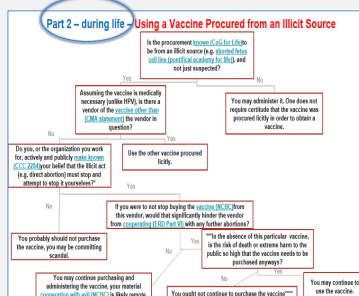 Part 2 – during life – Using a Vaccine Procured from an Illicit Source
Is the procurement known (CoG for Life)to
be from an illicit source (e.g. aborted fetus
cell line (pontifical academy for life)), and
not just suspected?
Yes
No
Assuming the vaccine is medically
necessary (unlike HPV), is there a
vendor of the vaccine other than
(CMA statement) the vendor in
question?
You may administer it. One does not
require certitude that the vaccine was
procured licitly in order to obtain a
vaccine.
No
Yes
Do you, or the organization you work
for, actively and publicly make known
(CCC 2284)your belief that the illicit act
(e.g. direct abortion) must stop and
attempt to stop it yourselves?"
Use the other vaccine procured
licitly.
No
Yes
If you were to not stop buying the vaccine (NCBC)from
this vendor, would that significantly hinder the vendor
from cooperating (ERD Part VI) with any further abortions?
You probably should not purchase
the vaccine, you may be committing
scandal.
No
Yes
"""In the absence of this particular vaccine,
is the risk of death or extreme harm to the
public so high that the vaccine needs to be
purchased anyways?
No
Yes
You may continue purchasing and
administering the vaccine, your material
cooperation with evil (NCBC) is likely remote
You ought not continue to purchase the vaccine""""
You may continue to
use the vaccine.